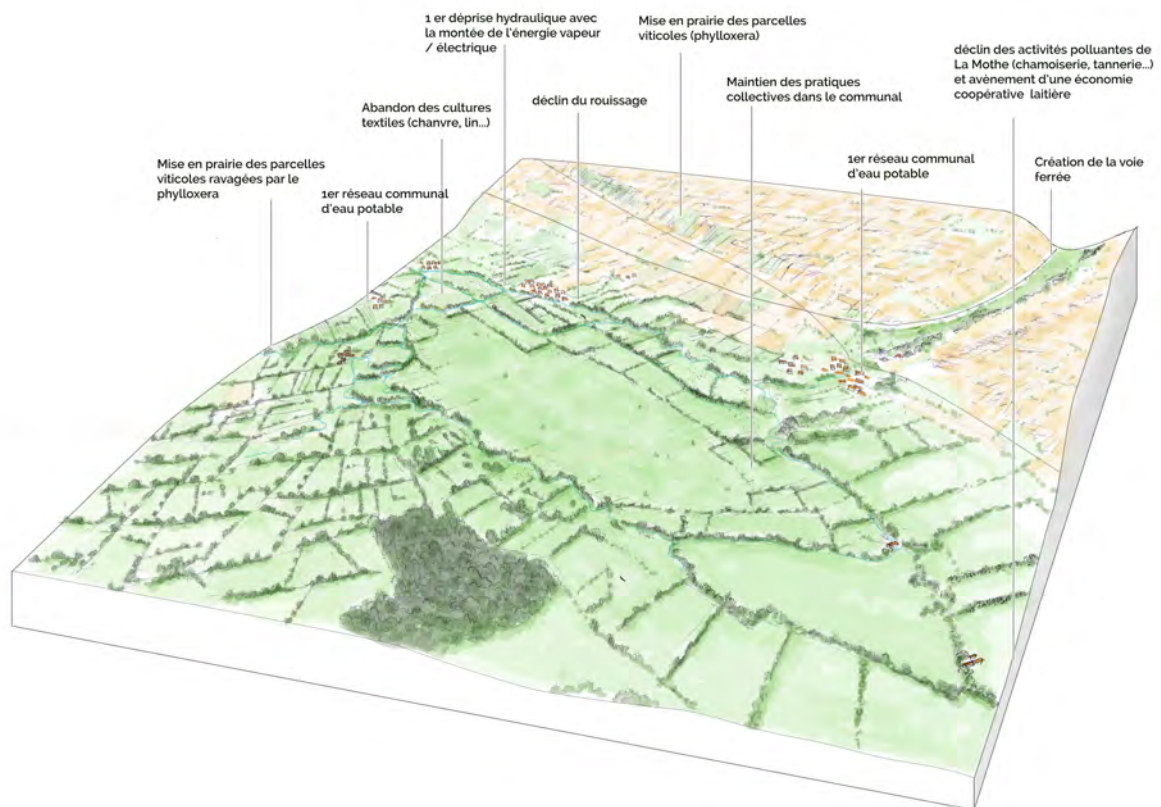 1 er déprise hydraulique avec
la montée de l'énergie vapeur
/ électrique
Mise en prairie des parcelles
viticoles (phylloxera)
déclin des activités polluantes de
La Mothe (chamoiserie, tannerie...)
et avènement d'une économie
coopérative laitière
Abandon des cultures
textiles (chanvre, lin...)
déclin du rouissage
Maintien des pratiques
collectives dans le communal
Mise en prairie des parcelles
viticoles ravagées par le
phylloxera
1er réseau communal
d'eau potable
1er réseau communal
d'eau potable
Création de la voie
ferrée